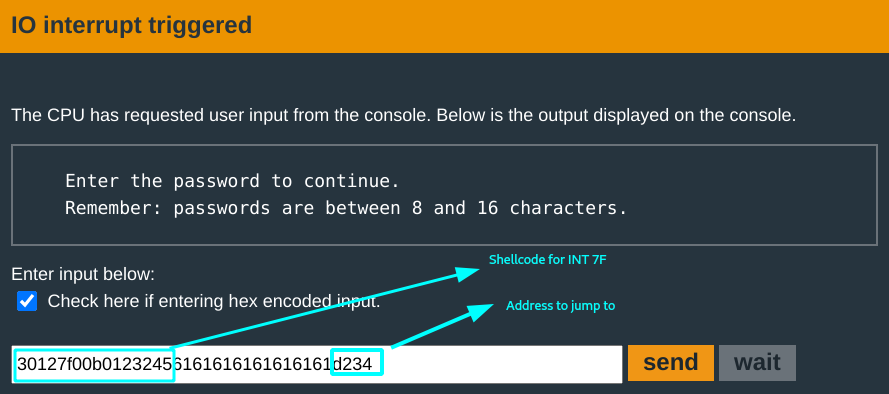 IO interrupt triggered
The CPU has requested user input from the console. Below is the output displayed on the console.
Enter the password to continue.
Remember: passwords are between 8 and 16 characters.
Shellcode for INT 7F
Enter input below:
Check here if entering hex encoded input.
Address to jump to
30127f00b01232456161616161616161d234
send wait